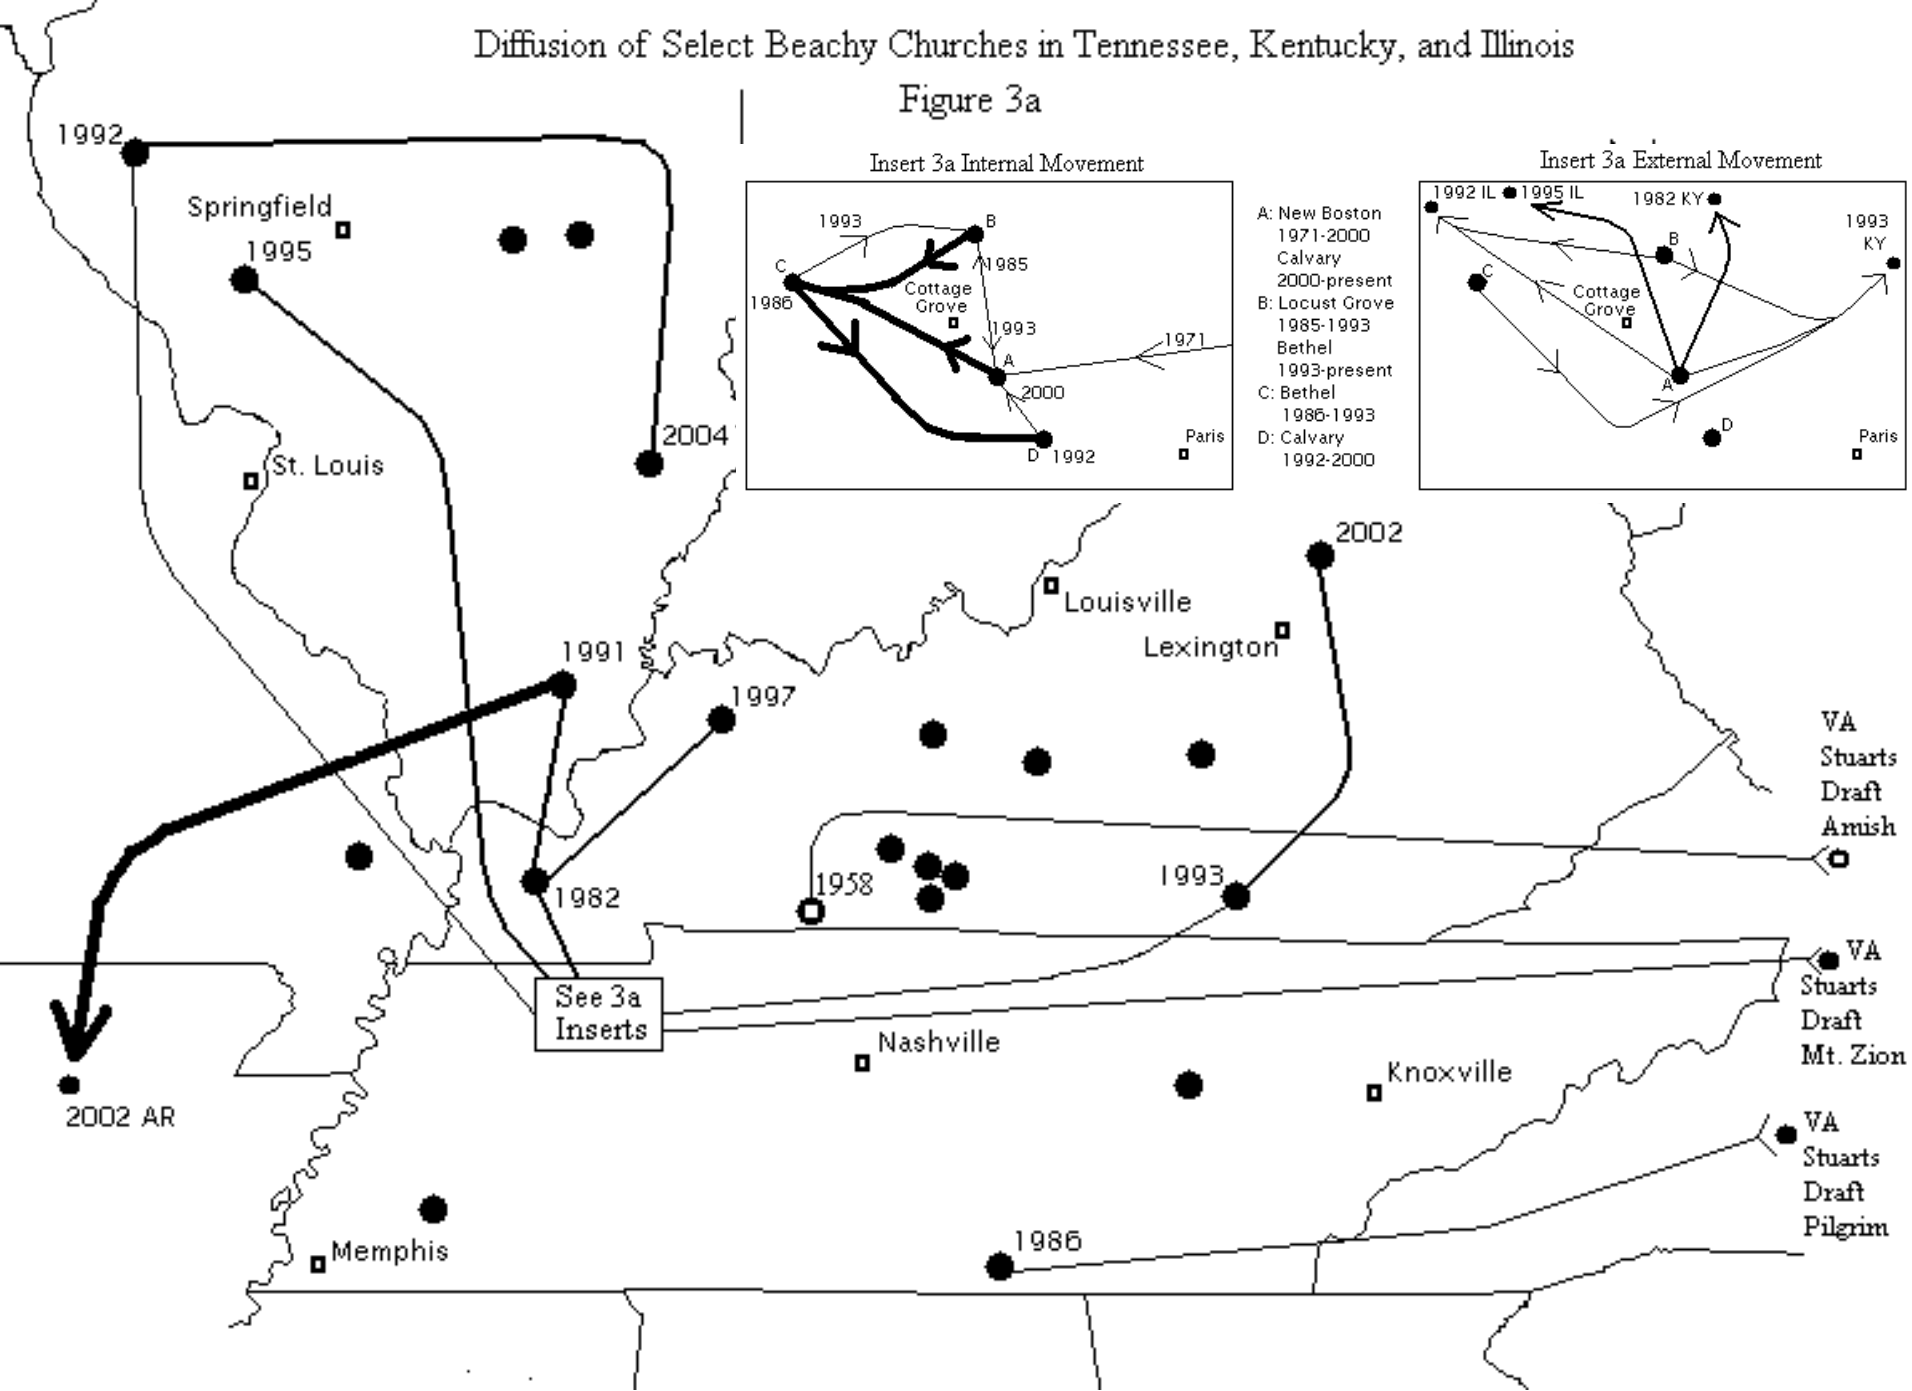 Diffusion of Select Beachy Churches in Tennessee, Kentucky, and Illinois
Figure 3a
Insert 3a Internal Movement
1993
B
C
1985
1986
Cottage
Grove
1993
A
1971
2000
Paris
D
1992
A: New Boston
1971-2000
Calvary
2000-present
B: Locust Grove
1985-1993
Bethel
1993-present
C: Bethel
1986-1993
D: Calvary
1992-2000
Insert 3a External Movement
1992 IL
1995 IL
1982 KY
1993
KY
B
C
Cottage
Grove
A
D
Paris
1992
Springfield
1995
2004
St. Louis
2002
Louisville
Lexington
1991
1997
VA
Stuarts
Draft
Amish
1982
1958
1993
VA
Stuarts
Draft
Mt. Zion
See 3a
Inserts
Nashville
Knoxville
2002 AR
VA
Stuarts
Draft
Pilgrim
Memphis
1986